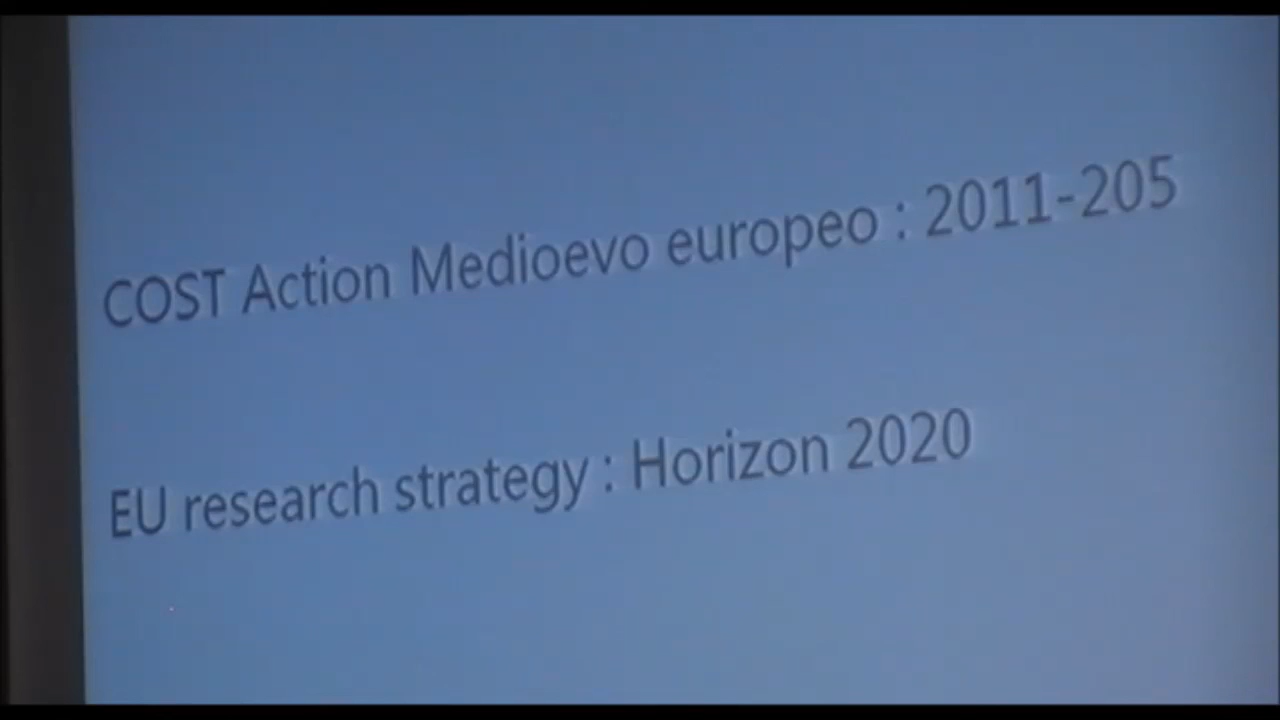 COST Action Medioevo europeo : 2011-205
EU research strategy : Horizon 2020